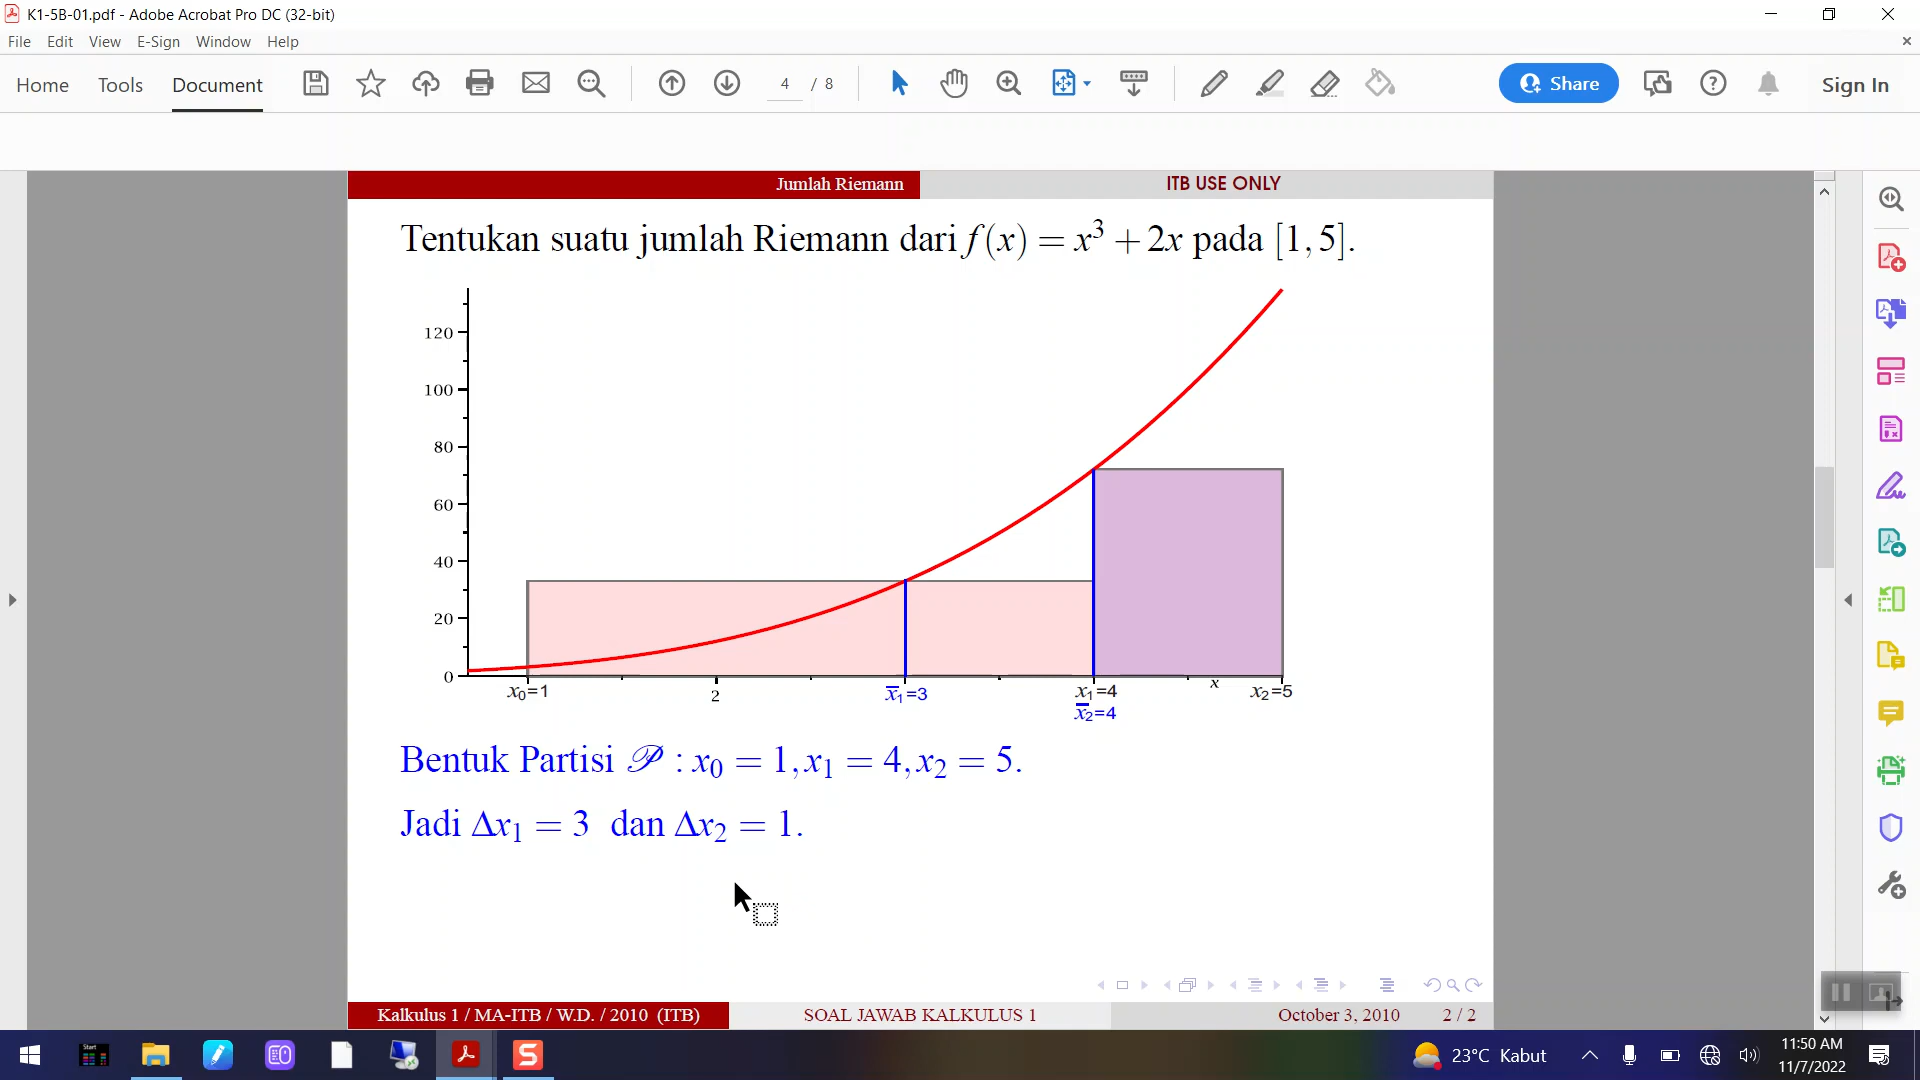 K1-5B-01.pdf - Adobe Acrobat Pro DC (32-bit)
File Edit View E-Sign Window Help
Home Tools Document 4 / 8 Share Sign In
Jumlah Riemann ITB USE ONLY
Tentukan suatu jumlah Riemann dari f(x) = x³ + 2x pada [1, 5].
120
100
80
60
40
20
0
x₀=1 2 x̅₁=3 x₁=4 x x₂=5
x̅₂=4
Bentuk Partisi 𝒫 : x₀ = 1, x₁ = 4, x₂ = 5.
Jadi Δx₁ = 3 dan Δx₂ = 1.
Kalkulus 1 / MA-ITB / W.D. / 2010 (ITB) SOAL JAWAB KALKULUS 1 October 3, 2010 2 / 2
Start
S
23°C Kabut
11:50 AM
11/7/2022